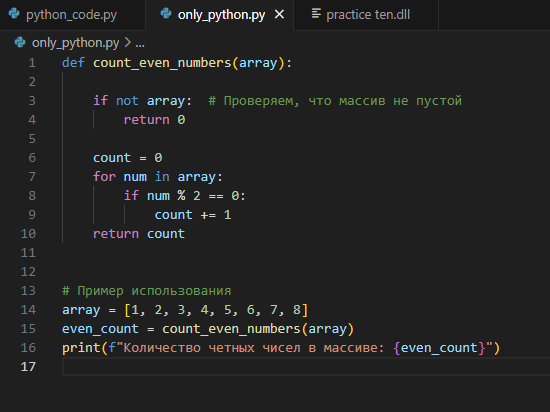 python_code.py only_python.py × practice ten.dll
only_python.py > ...
1 def count_even_numbers(array):
2
3     if not array:  # Проверяем, что массив не пустой
4         return 0
5
6     count = 0
7     for num in array:
8         if num % 2 == 0:
9             count += 1
10     return count
11
12
13 # Пример использования
14 array = [1, 2, 3, 4, 5, 6, 7, 8]
15 even_count = count_even_numbers(array)
16 print(f"Количество четных чисел в массиве: {even_count}")
17